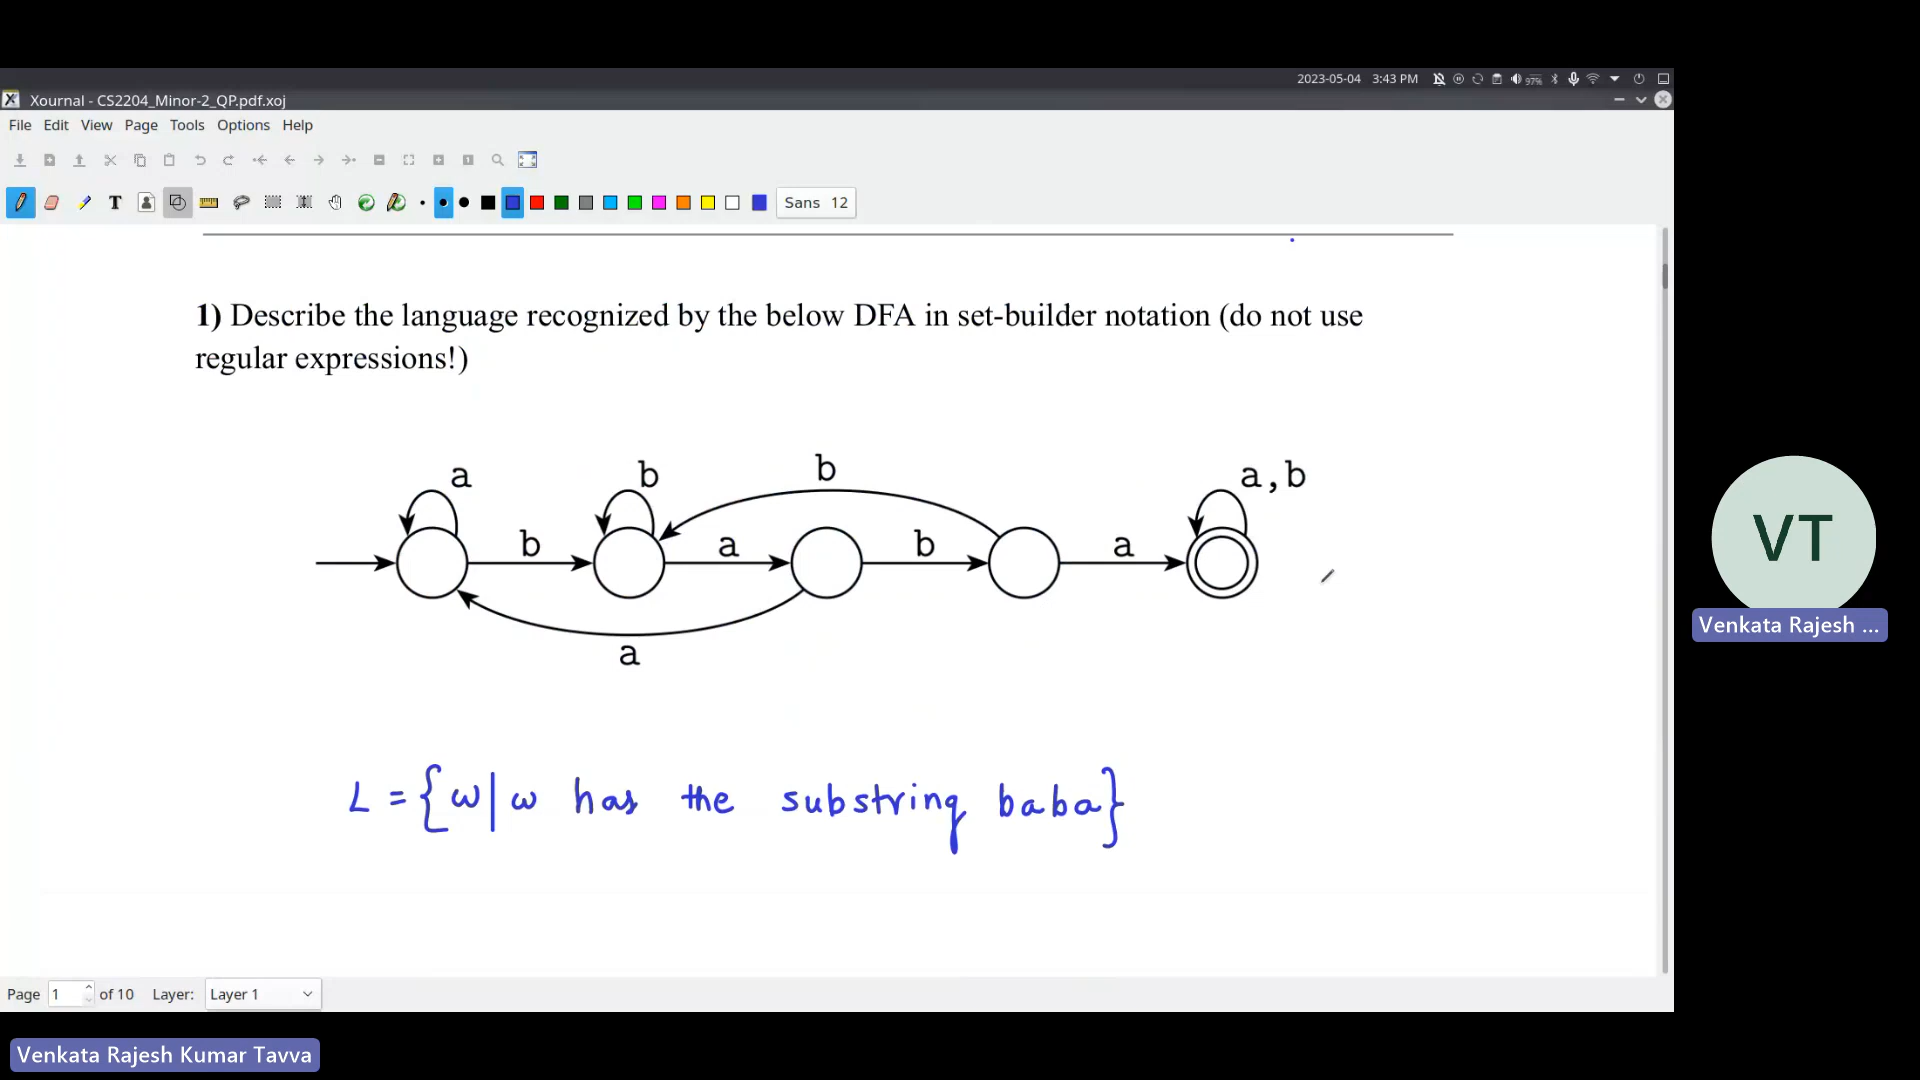 2023-05-04 3:43 PM 97%
Xournal - CS2204_Minor-2_QP.pdf.xoj
File Edit View Page Tools Options Help
T Sans 12
1) Describe the language recognized by the below DFA in set-builder notation (do not use
regular expressions!)
a b b a,b
b a b a
a
L = {ω|ω has the substring baba}
VT
Venkata Rajesh ...
Page 1 of 10 Layer: Layer 1
Venkata Rajesh Kumar Tavva